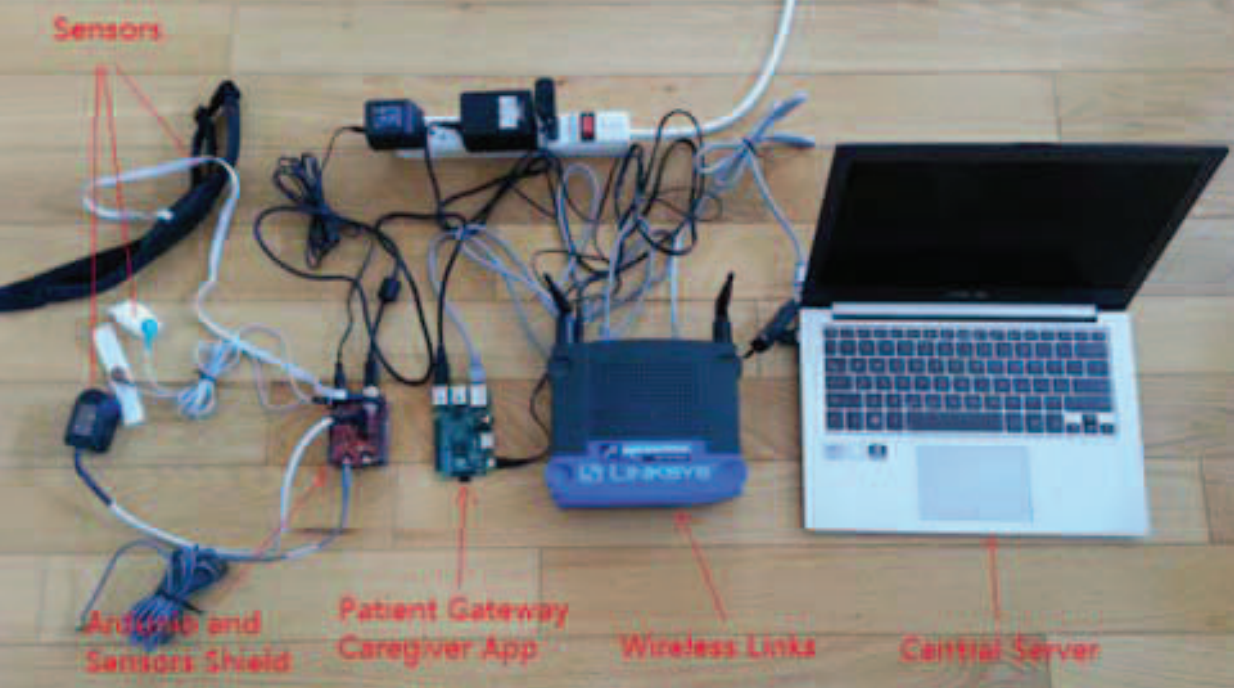 Sensors
LINKSYS
Arduino and
Sensors Shield
Patient Gateway
Caregiver App
Wireless Links
Central Server